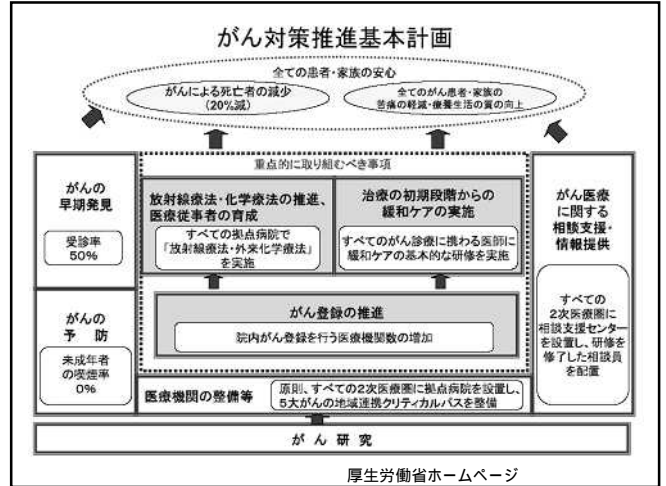 がん対策推進基本計画
全ての患者・家族の安心
がんによる死亡者の減少
(20%減)
全てのがん患者・家族の
苦痛の軽減・療養生活の質の向上
重点的に取り組むべき事項
がんの
早期発見
受診率
50%
がんの
予 防
未成年者
の喫煙率
0%
放射線療法・化学療法の推進、
医療従事者の育成
すべての拠点病院で
「放射線療法・外来化学療法」
を実施
治療の初期段階からの
緩和ケアの実施
すべてのがん診療に携わる医師に
緩和ケアの基本的な研修を実施
がん登録の推進
院内がん登録を行う医療機関数の増加
医療機関の整備等
原則、すべての2次医療圏に拠点病院を設置し、
5大がんの地域連携クリティカルパスを整備
がん医療
に関する
相談支援・
情報提供
すべての
2次医療圏に
相談支援センター
を設置し、研修を
修了した相談員
を配置
が ん 研 究
厚生労働省ホームページ